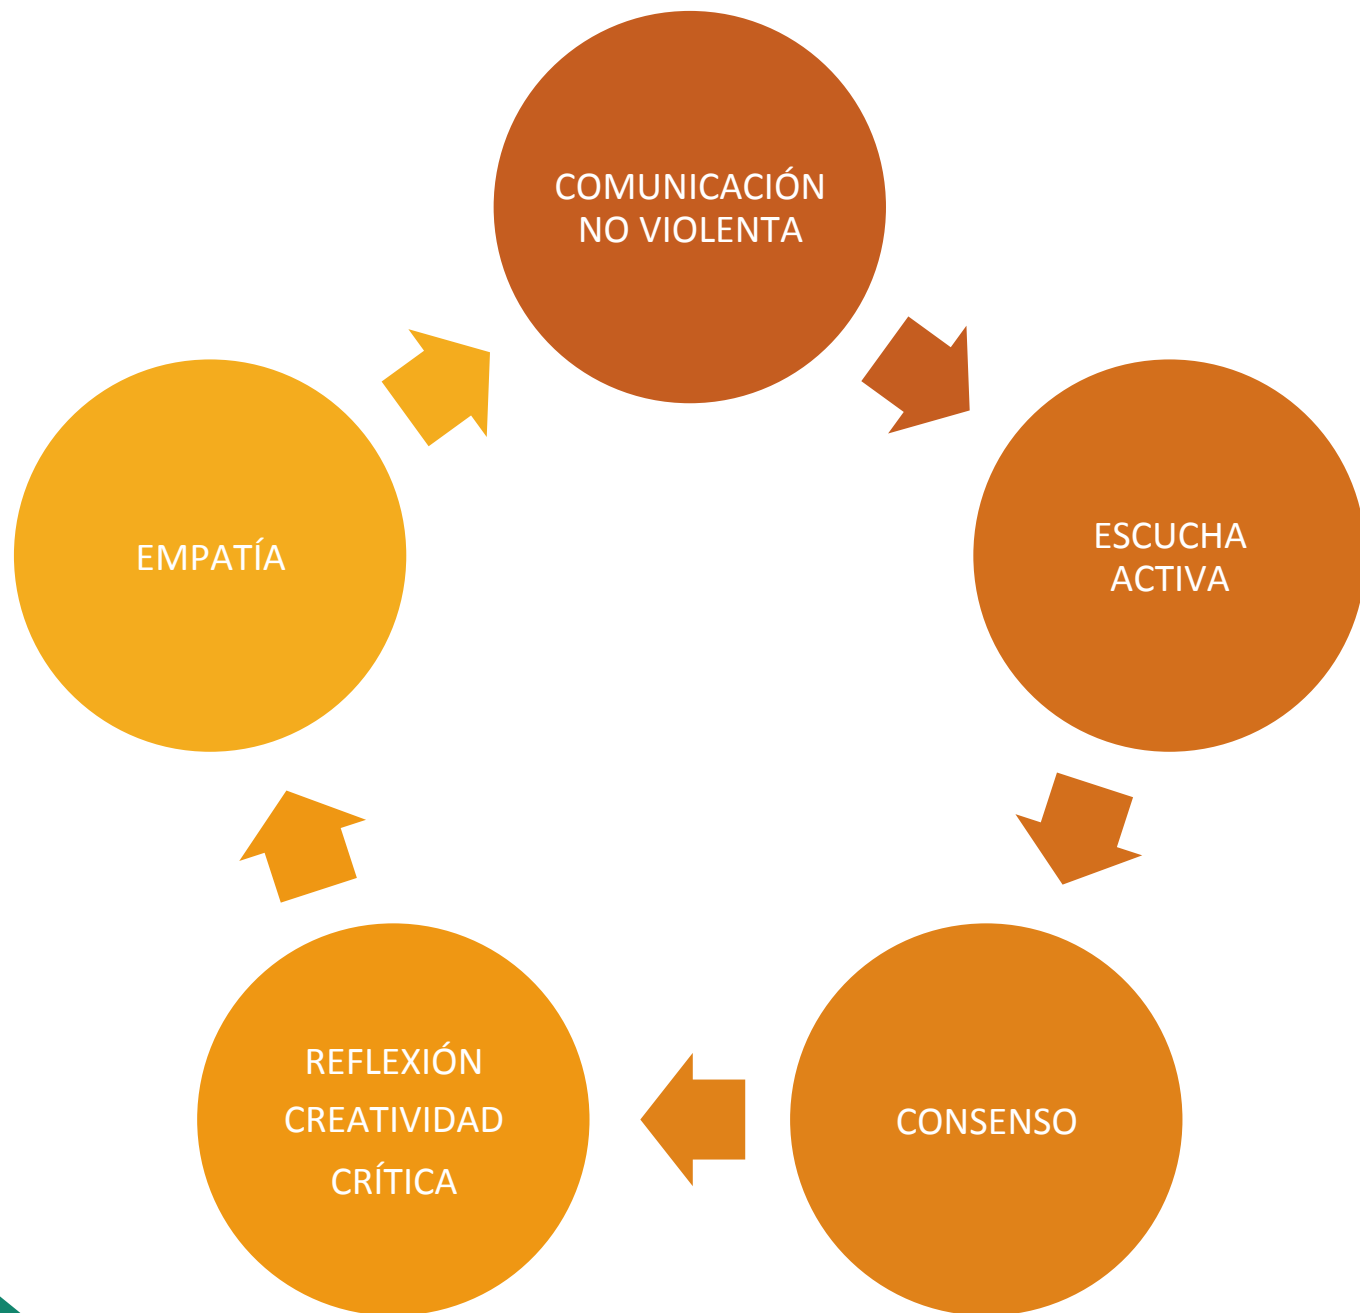 COMUNICACIÓN
NO VIOLENTA
ESCUCHA
ACTIVA
CONSENSO
REFLEXIÓN
CREATIVIDAD
CRÍTICA
EMPATÍA